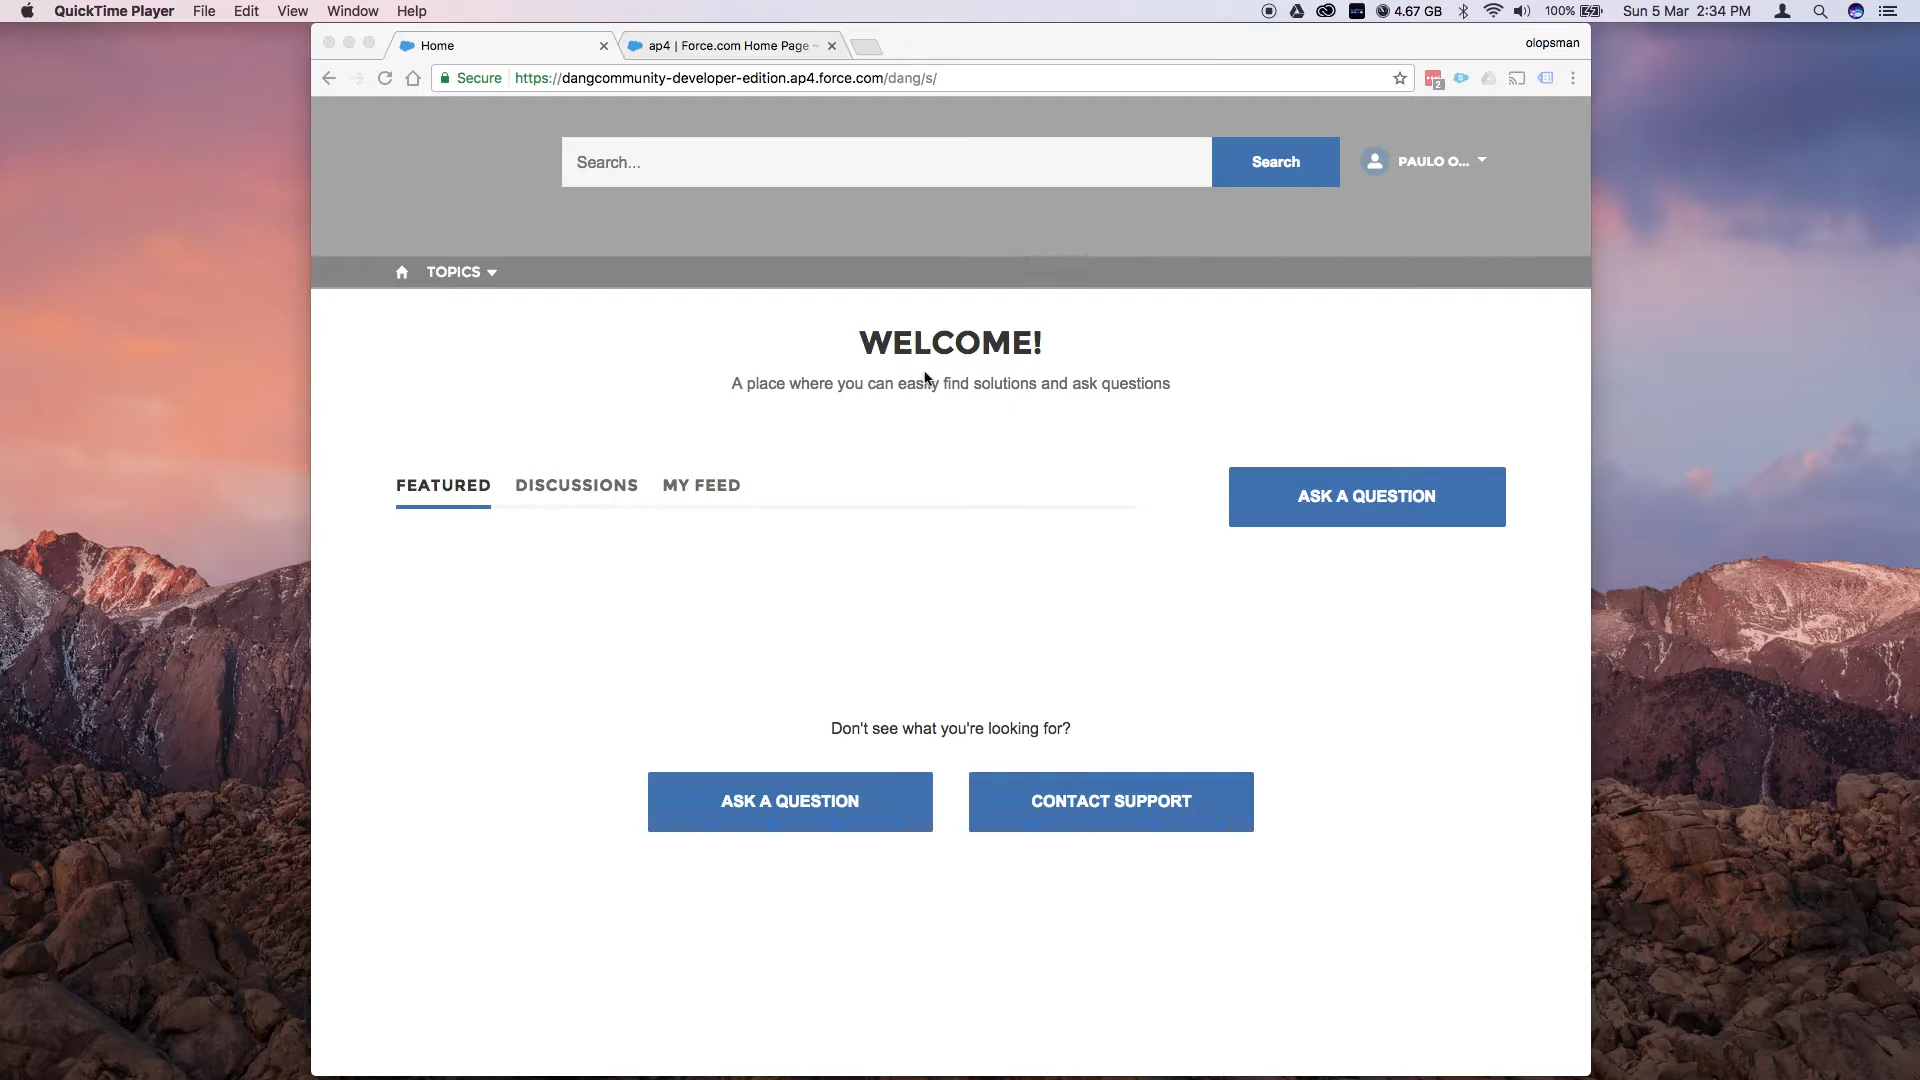 QuickTime Player File Edit View Window Help 4.67 GB 100% Sun 5 Mar 2:34 PM
Home ap4 | Force.com Home Page ~ olopsman
Secure https://dangcommunity-developer-edition.ap4.force.com/dang/s/ 2
Search... Search PAULO O...
TOPICS
WELCOME!
A place where you can easily find solutions and ask questions
FEATURED DISCUSSIONS MY FEED ASK A QUESTION
Don't see what you're looking for?
ASK A QUESTION CONTACT SUPPORT